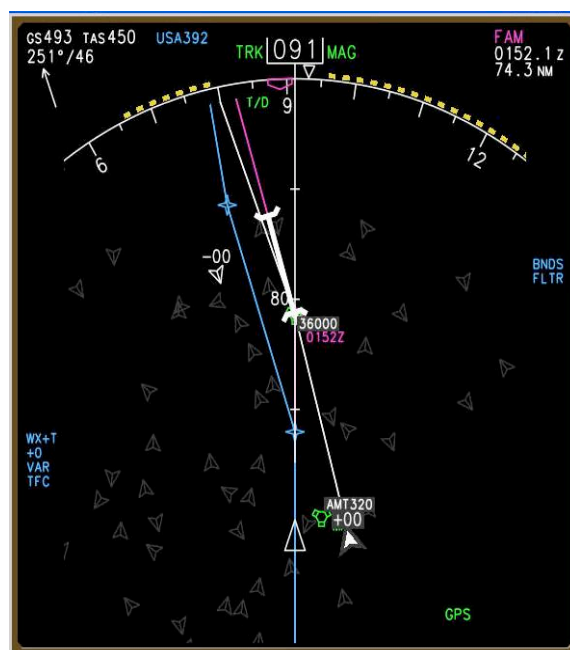 GS493 TAS450 USA392
251°/46
TRK 091 MAG
FAM
0152.1Z
74.3NM
T/D
9
6
12
-00
80
BNDS
FLTR
36000
0152Z
WX+T
+0
VAR
TFC
AMT320
+00
GPS